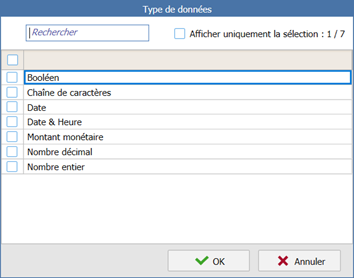 Type de données
Rechercher
Afficher uniquement la sélection : 1 / 7
Booléen
Chaîne de caractères
Date
Date & Heure
Montant monétaire
Nombre décimal
Nombre entier
OK
Annuler